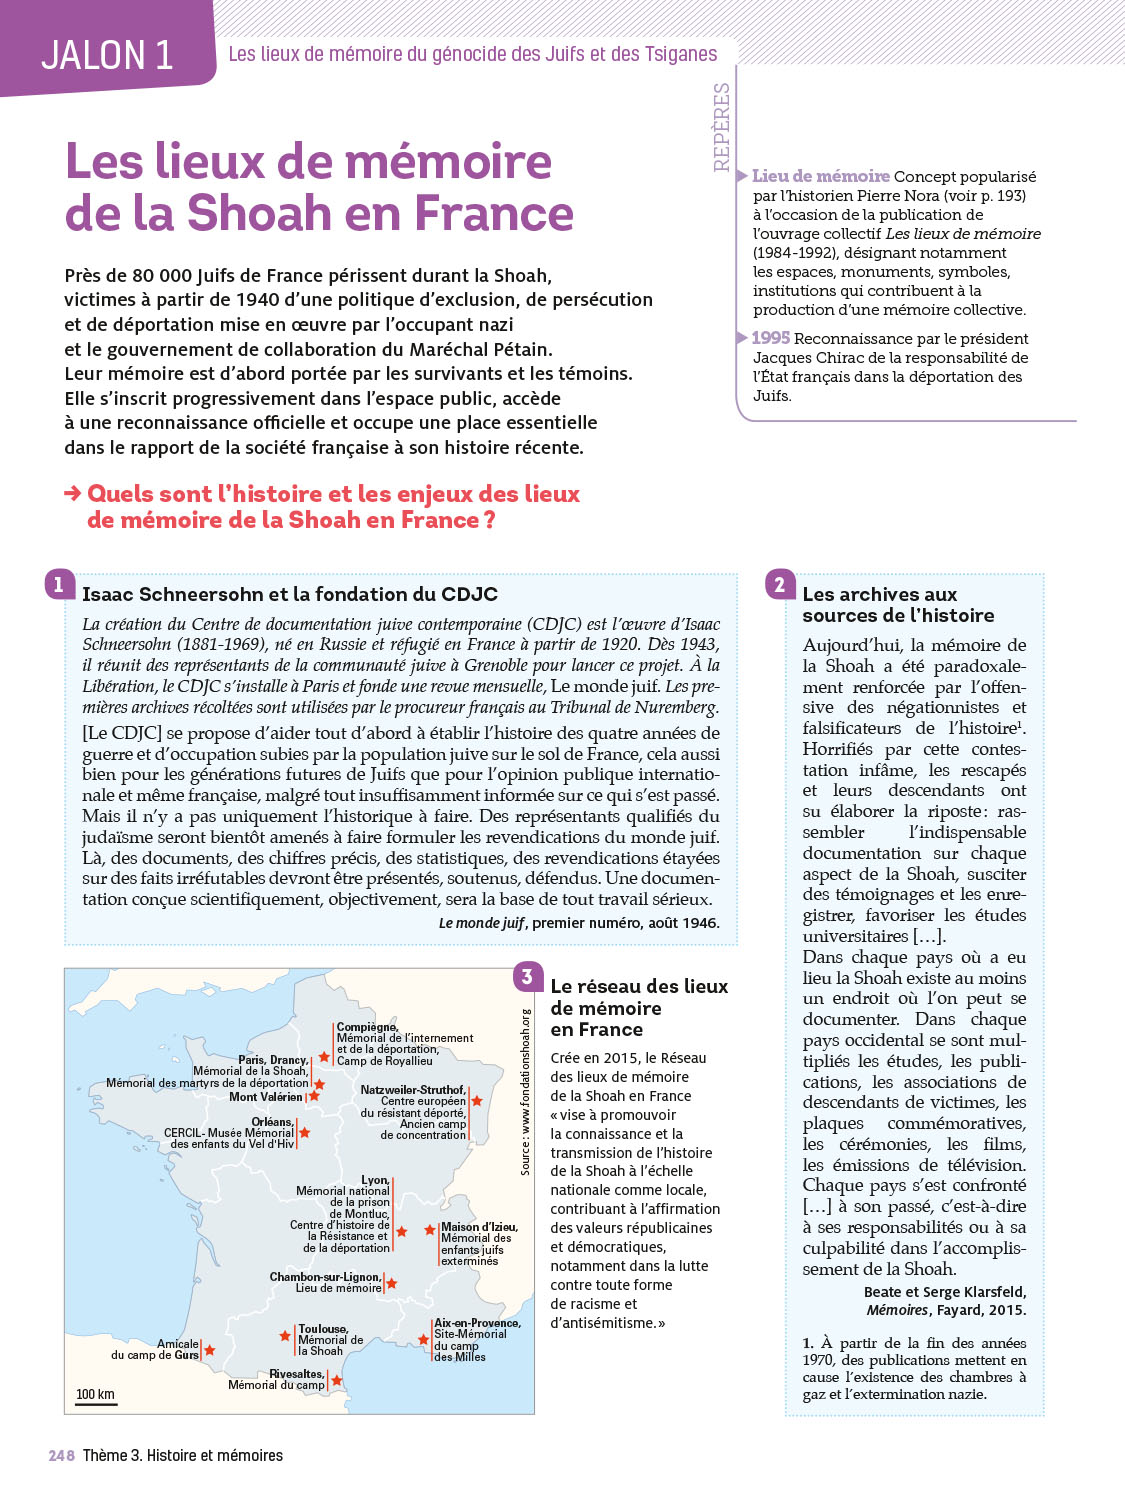 JALON 1
Les lieux de mémoire du génocide des Juifs et des Tsiganes
Les lieux de mémoire
de la Shoah en France
Près de 80 000 Juifs de France périssent durant la Shoah,
victimes à partir de 1940 d'une politique d'exclusion, de persécution
et de déportation mise en œuvre par l'occupant nazi
et le gouvernement de collaboration du Maréchal Pétain.
Leur mémoire est d'abord portée par les survivants et les témoins.
Elle s'inscrit progressivement dans l'espace public, accède
à une reconnaissance officielle et occupe une place essentielle
dans le rapport de la société française à son histoire récente.
→ Quels sont l'histoire et les enjeux des lieux
de mémoire de la Shoah en France ?
REPÈRES
Lieu de mémoire Concept popularisé
par l'historien Pierre Nora (voir p. 193)
à l'occasion de la publication de
l'ouvrage collectif Les lieux de mémoire
(1984-1992), désignant notamment
les espaces, monuments, symboles,
institutions qui contribuent à la
production d'une mémoire collective.
1995 Reconnaissance par le président
Jacques Chirac de la responsabilité de
l'État français dans la déportation des
Juifs.
1
Isaac Schneersohn et la fondation du CDJC
La création du Centre de documentation juive contemporaine (CDJC) est l'œuvre d'Isaac
Schneersohn (1881-1969), né en Russie et réfugié en France à partir de 1920. Dès 1943,
il réunit des représentants de la communauté juive à Grenoble pour lancer ce projet. À la
Libération, le CDJC s'installe à Paris et fonde une revue mensuelle, Le monde juif. Les pre-
mières archives récoltées sont utilisées par le procureur français au Tribunal de Nuremberg.
[Le CDJC] se propose d'aider tout d'abord à établir l'histoire des quatre années de
guerre et d'occupation subies par la population juive sur le sol de France, cela aussi
bien pour les générations futures de Juifs que pour l'opinion publique internatio-
nale et même française, malgré tout insuffisamment informée sur ce qui s'est passé.
Mais il n'y a pas uniquement l'historique à faire. Des représentants qualifiés du
judaïsme seront bientôt amenés à faire formuler les revendications du monde juif.
Là, des documents, des chiffres précis, des statistiques, des revendications étayées
sur des faits irréfutables devront être présentés, soutenus, défendus. Une documen-
tation conçue scientifiquement, objectivement, sera la base de tout travail sérieux.
Le monde juif, premier numéro, août 1946.
2
Les archives aux
sources de l'histoire
Aujourd'hui, la mémoire de
la Shoah a été paradoxale-
ment renforcée par l'offen-
sive des négationnistes et
falsificateurs de l'histoire¹.
Horrifiés par cette contes-
tation infâme, les rescapés
et leurs descendants ont
su élaborer la riposte : ras-
sembler l'indispensable
documentation sur chaque
aspect de la Shoah, susciter
des témoignages et les enre-
gistrer, favoriser les études
universitaires […].
Dans chaque pays où a eu
lieu la Shoah existe au moins
un endroit où l'on peut se
documenter. Dans chaque
pays occidental se sont mul-
tipliés les études, les publi-
cations, les associations de
descendants de victimes, les
plaques commémoratives,
les cérémonies, les films,
les émissions de télévision.
Chaque pays s'est confronté
[…] à son passé, c'est-à-dire
à ses responsabilités ou à sa
culpabilité dans l'accomplis-
sement de la Shoah.
Beate et Serge Klarsfeld,
Mémoires, Fayard, 2015.
1. À partir de la fin des années
1970, des publications mettent en
cause l'existence des chambres à
gaz et l'extermination nazie.
3
Le réseau des lieux
de mémoire
en France
Crée en 2015, le Réseau
des lieux de mémoire
de la Shoah en France
« vise à promouvoir
la connaissance et la
transmission de l'histoire
de la Shoah à l'échelle
nationale comme locale,
contribuant à l'affirmation
des valeurs républicaines
et démocratiques,
notamment dans la lutte
contre toute forme
de racisme et
d'antisémitisme. »
Source : www.fondationshoah.org
Compiègne,
Mémorial de l'internement
et de la déportation,
Camp de Royallieu
Paris, Drancy,
Mémorial de la Shoah,
Mémorial des martyrs de la déportation
Mont Valérien
Natzweiler-Struthof,
Centre européen
du résistant déporté,
Ancien camp
de concentration
Orléans,
CERCIL- Musée Mémorial
des enfants du Vel d'Hiv
Lyon,
Mémorial national
de la prison
de Montluc,
Centre d'histoire de
la Résistance et
de la déportation
Maison d'Izieu,
Mémorial des
enfants juifs
exterminés
Chambon-sur-Lignon,
Lieu de mémoire
Aix-en-Provence,
Site-Mémorial
du camp
des Milles
Toulouse,
Mémorial de
la Shoah
Amicale
du camp de Gurs
Rivesaltes,
Mémorial du camp
100 km
248 Thème 3. Histoire et mémoires